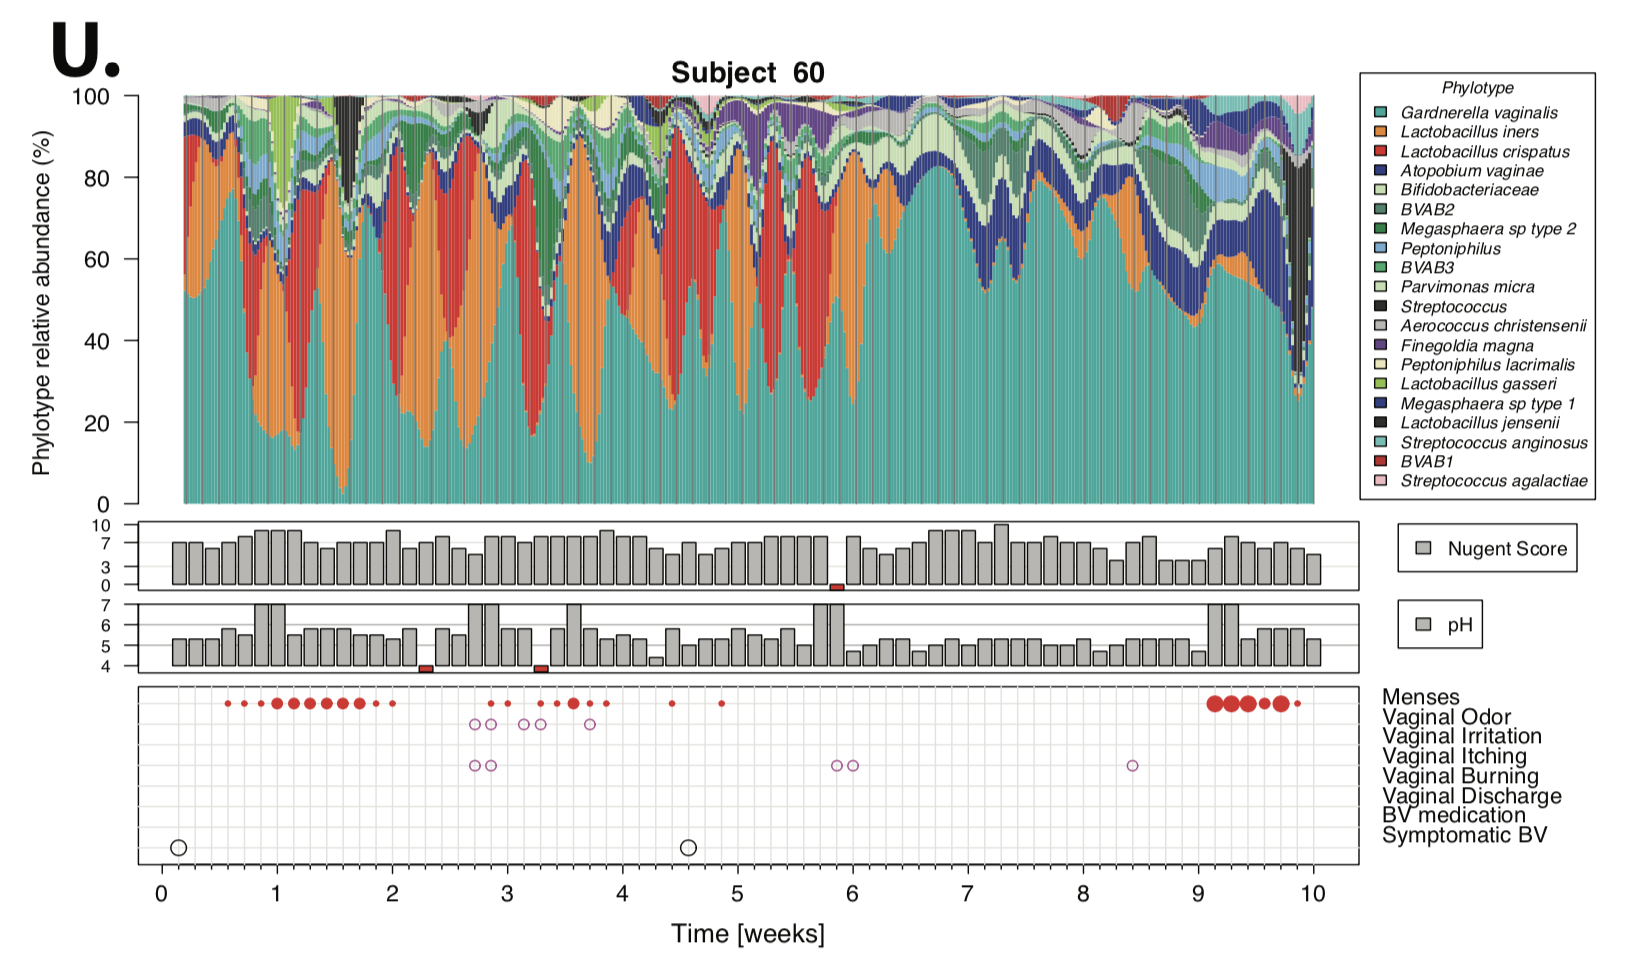 U.
Subject 60
Phylotype relative abundance (%)
100
80
60
40
20
0
Phylotype
Gardnerella vaginalis
Lactobacillus iners
Lactobacillus crispatus
Atopobium vaginae
Bifidobacteriaceae
BVAB2
Megasphaera sp type 2
Peptoniphilus
BVAB3
Parvimonas micra
Streptococcus
Aerococcus christensenii
Finegoldia magna
Peptoniphilus lacrimalis
Lactobacillus gasseri
Megasphaera sp type 1
Lactobacillus jensenii
Streptococcus anginosus
BVAB1
Streptococcus agalactiae
10
7
3
0
Nugent Score
7
6
5
4
pH
Menses
Vaginal Odor
Vaginal Irritation
Vaginal Itching
Vaginal Burning
Vaginal Discharge
BV medication
Symptomatic BV
0 1 2 3 4 5 6 7 8 9 10
Time [weeks]